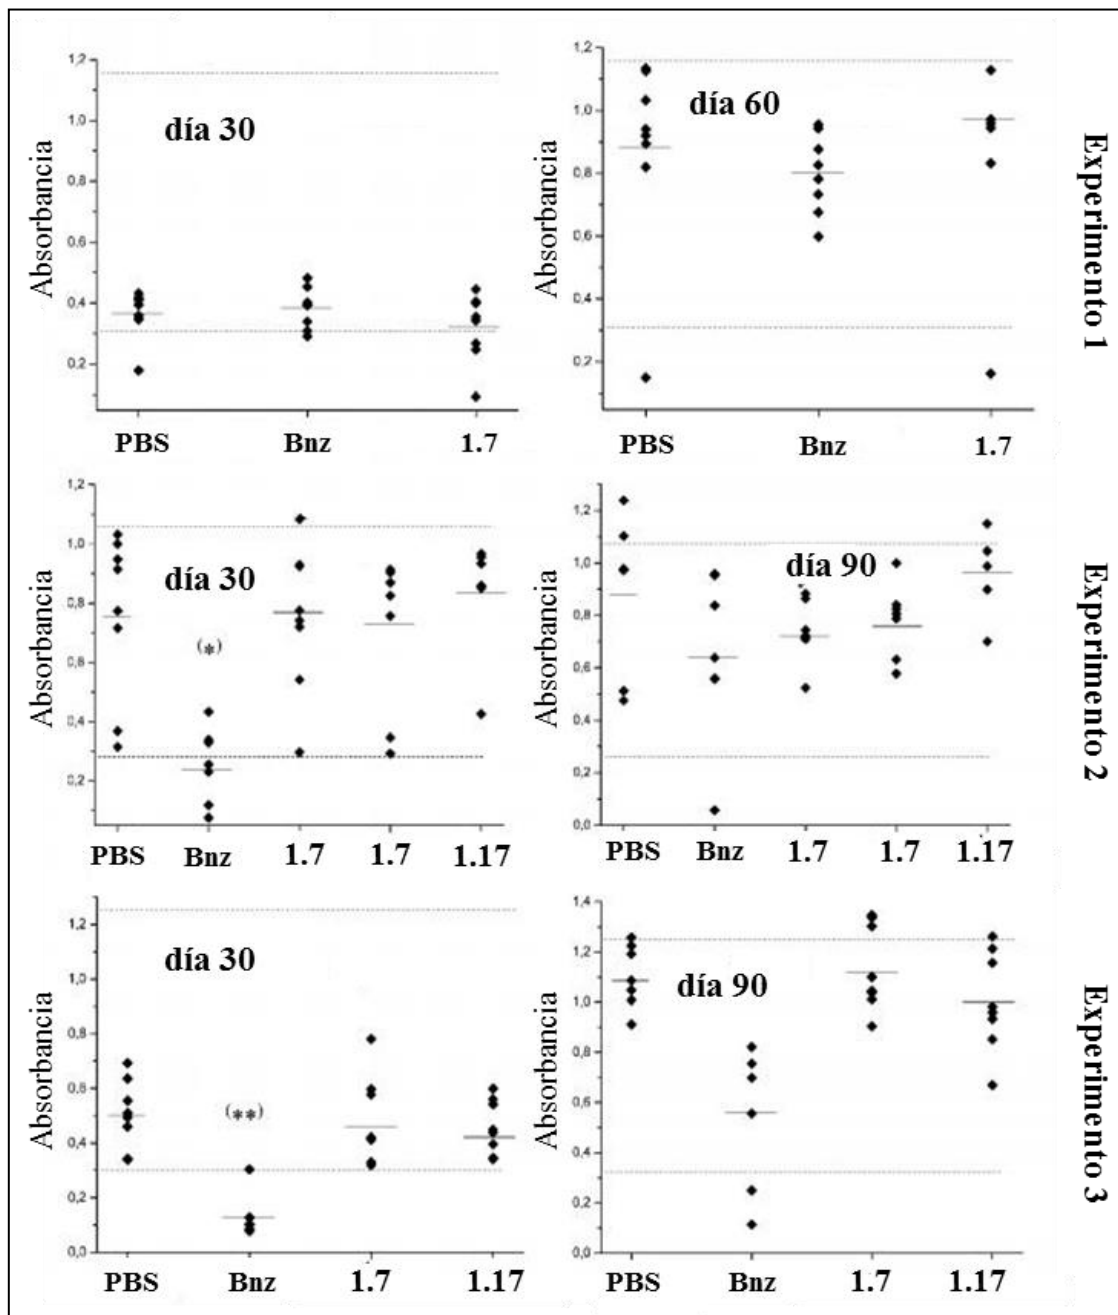 Experimento 1
Absorbancia
1,2
1,0
0,8
0,6
0,4
0,2
día 30
PBS Bnz 1.7
Absorbancia
1,2
1,0
0,8
0,6
0,4
0,2
día 60
PBS Bnz 1.7
Experimento 2
Absorbancia
1,2
1,0
0,8
0,6
0,4
0,2
día 30
(*)
PBS Bnz 1.7 1.7 1.17
Absorbancia
1,2
1,0
0,8
0,6
0,4
0,2
0,0
día 90
PBS Bnz 1.7 1.7 1.17
Experimento 3
Absorbancia
1,2
1,0
0,8
0,6
0,4
0,2
0,0
día 30
(**)
PBS Bnz 1.7 1.17
Absorbancia
1,4
1,2
1,0
0,8
0,6
0,4
0,2
0,0
día 90
PBS Bnz 1.7 1.17